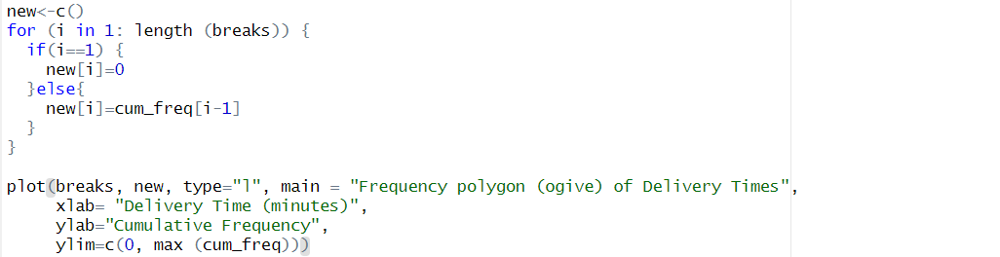 new<-c()
for (i in 1: length (breaks)) {
  if(i==1) {
    new[i]=0
  }else{
    new[i]=cum_freq[i-1]
  }
}
plot(breaks, new, type="l", main = "Frequency polygon (ogive) of Delivery Times",
     xlab= "Delivery Time (minutes)",
     ylab="Cumulative Frequency",
     ylim=c(0, max (cum_freq)))